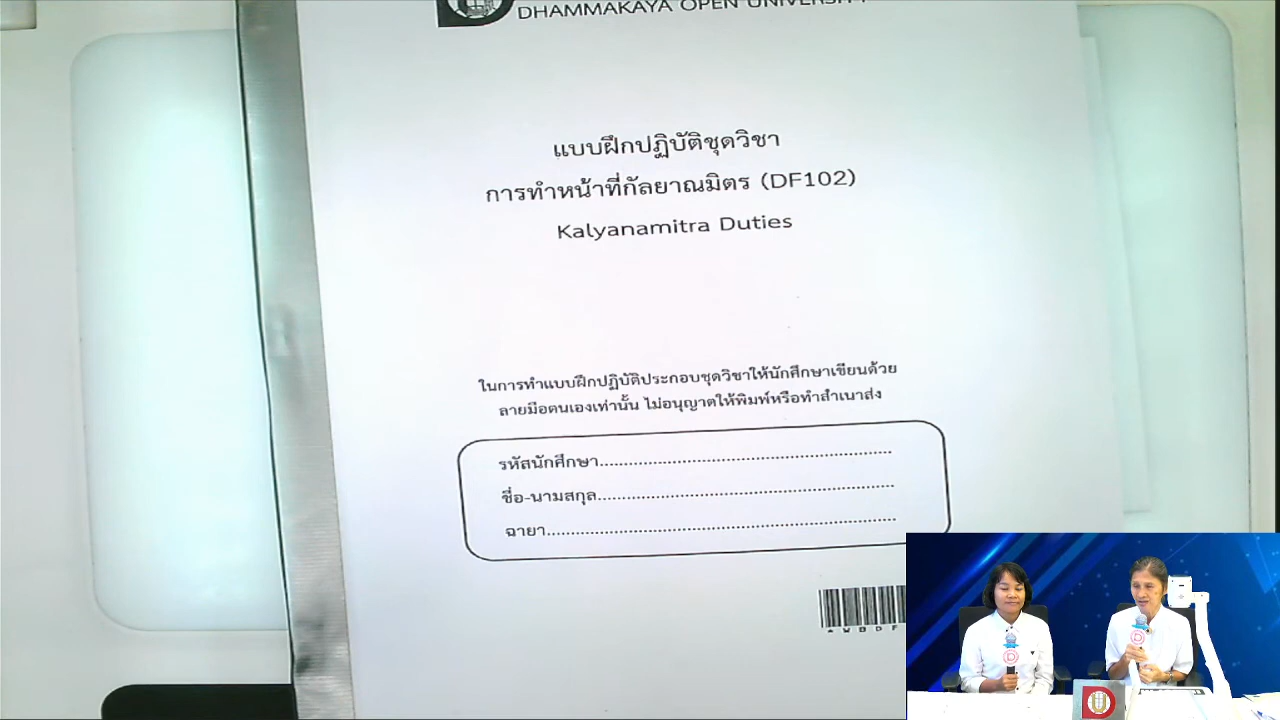 DHAMMAKAYA OPEN UNIVERSITY
แบบฝึกปฏิบัติชุดวิชา
การทำหน้าที่กัลยาณมิตร (DF102)
Kalyanamitra Duties
ในการทำแบบฝึกปฏิบัติประกอบชุดวิชาให้นักศึกษาเขียนด้วย
ลายมือตนเองเท่านั้น ไม่อนุญาตให้พิมพ์หรือทำสำเนาส่ง
รหัสนักศึกษา
ชื่อ-นามสกุล
ฉายา